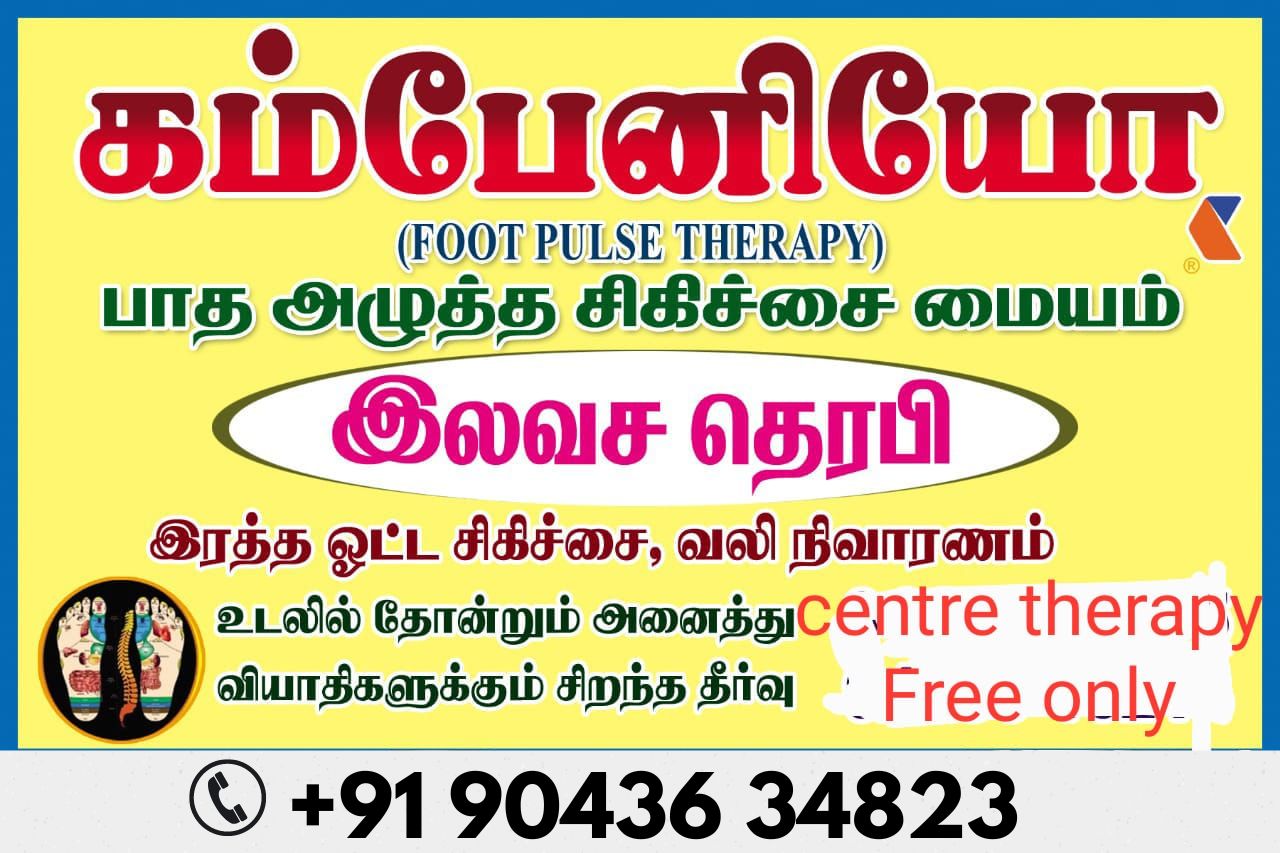 கம்பேனியோ
(FOOT PULSE THERAPY)
®
பாத அழுத்த சிகிச்சை மையம்
இலவச தெரபி
இரத்த ஓட்ட சிகிச்சை, வலி நிவாரணம்
உடலில் தோன்றும் அனைத்து
வியாதிகளுக்கும் சிறந்த தீர்வு
centre therapy
Free only
+91 90436 34823